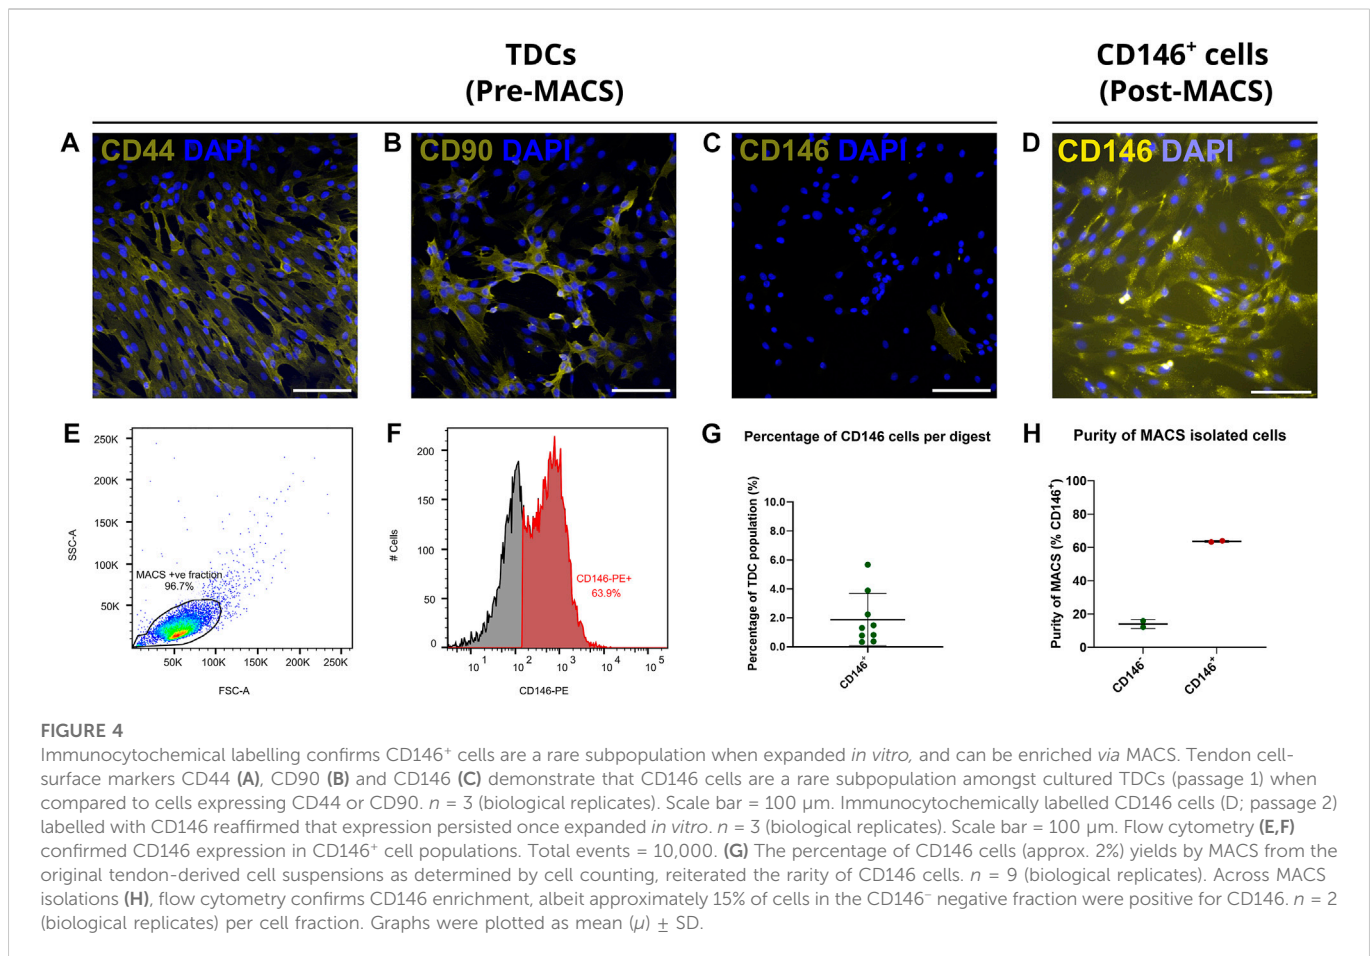 TDCs
(Pre-MACS)
CD146⁺ cells
(Post-MACS)
A
CD44 DAPI
B
CD90 DAPI
C
CD146 DAPI
D
CD146 DAPI
E
250K
200K
150K
100K
50K
0
SSC-A
MACS +ve fraction
96.7%
50K 100K 150K 200K 250K
FSC-A
F
200
150
100
50
0
# Cells
CD146-PE+
63.9%
10¹ 10² 10³ 10⁴ 10⁵
CD146-PE
G
Percentage of CD146 cells per digest
Percentage of TDC population (%)
10.0
8.0
6.0
4.0
2.0
0.0
CD146⁺
H
Purity of MACS isolated cells
Purity of MACS (% CD146⁺)
100
80
60
40
20
0
CD146⁻
CD146⁺
FIGURE 4
Immunocytochemical labelling confirms CD146⁺ cells are a rare subpopulation when expanded in vitro, and can be enriched via MACS. Tendon cell-
surface markers CD44 (A), CD90 (B) and CD146 (C) demonstrate that CD146 cells are a rare subpopulation amongst cultured TDCs (passage 1) when
compared to cells expressing CD44 or CD90. n = 3 (biological replicates). Scale bar = 100 µm. Immunocytochemically labelled CD146 cells (D; passage 2)
labelled with CD146 reaffirmed that expression persisted once expanded in vitro. n = 3 (biological replicates). Scale bar = 100 µm. Flow cytometry (E,F)
confirmed CD146 expression in CD146⁺ cell populations. Total events = 10,000. (G) The percentage of CD146 cells (approx. 2%) yields by MACS from the
original tendon-derived cell suspensions as determined by cell counting, reiterated the rarity of CD146 cells. n = 9 (biological replicates). Across MACS
isolations (H), flow cytometry confirms CD146 enrichment, albeit approximately 15% of cells in the CD146⁻ negative fraction were positive for CD146. n = 2
(biological replicates) per cell fraction. Graphs were plotted as mean (µ) ± SD.